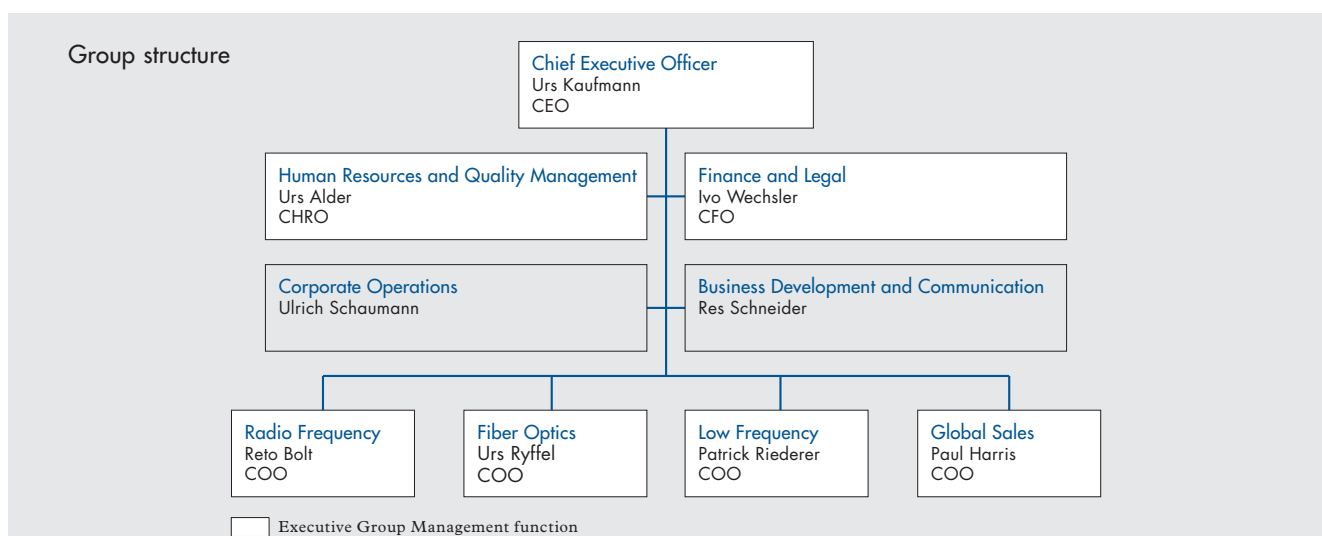 Group structure
Chief Executive Officer
Urs Kaufmann
CEO
Human Resources and Quality Management
Urs Alder
CHRO
Finance and Legal
Ivo Wechsler
CFO
Corporate Operations
Ulrich Schaumann
Business Development and Communication
Res Schneider
Radio Frequency
Reto Bolt
COO
Fiber Optics
Urs Ryffel
COO
Low Frequency
Patrick Riederer
COO
Global Sales
Paul Harris
COO
Executive Group Management function